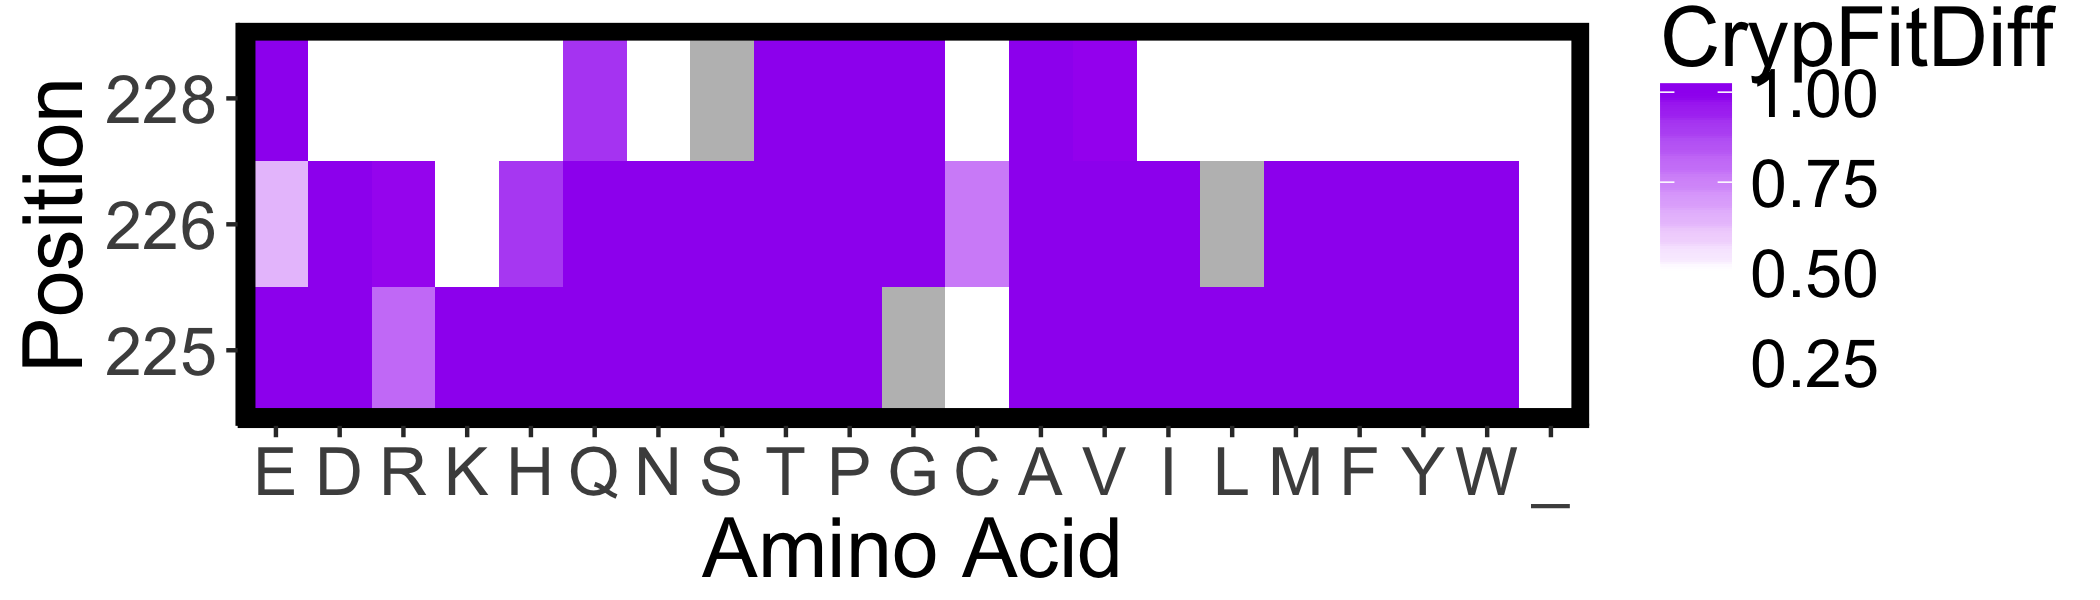 CrypFitDiff
1.00
0.75
0.50
0.25
Position
228
226
225
E D R K H Q N S T P G C A V I L M F Y W _
Amino Acid